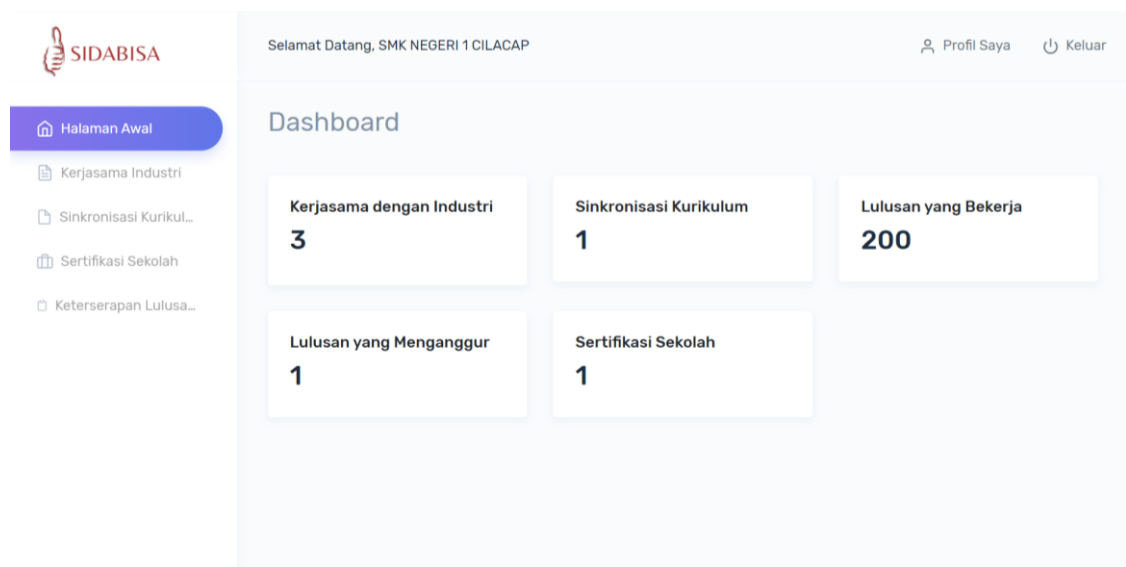 SIDABISA
Selamat Datang, SMK NEGERI 1 CILACAP
Profil Saya
Keluar
Halaman Awal
Kerjasama Industri
Sinkronisasi Kurikul...
Sertifikasi Sekolah
Keterserapan Lulusa...
Dashboard
Kerjasama dengan Industri
3
Sinkronisasi Kurikulum
1
Lulusan yang Bekerja
200
Lulusan yang Menganggur
1
Sertifikasi Sekolah
1